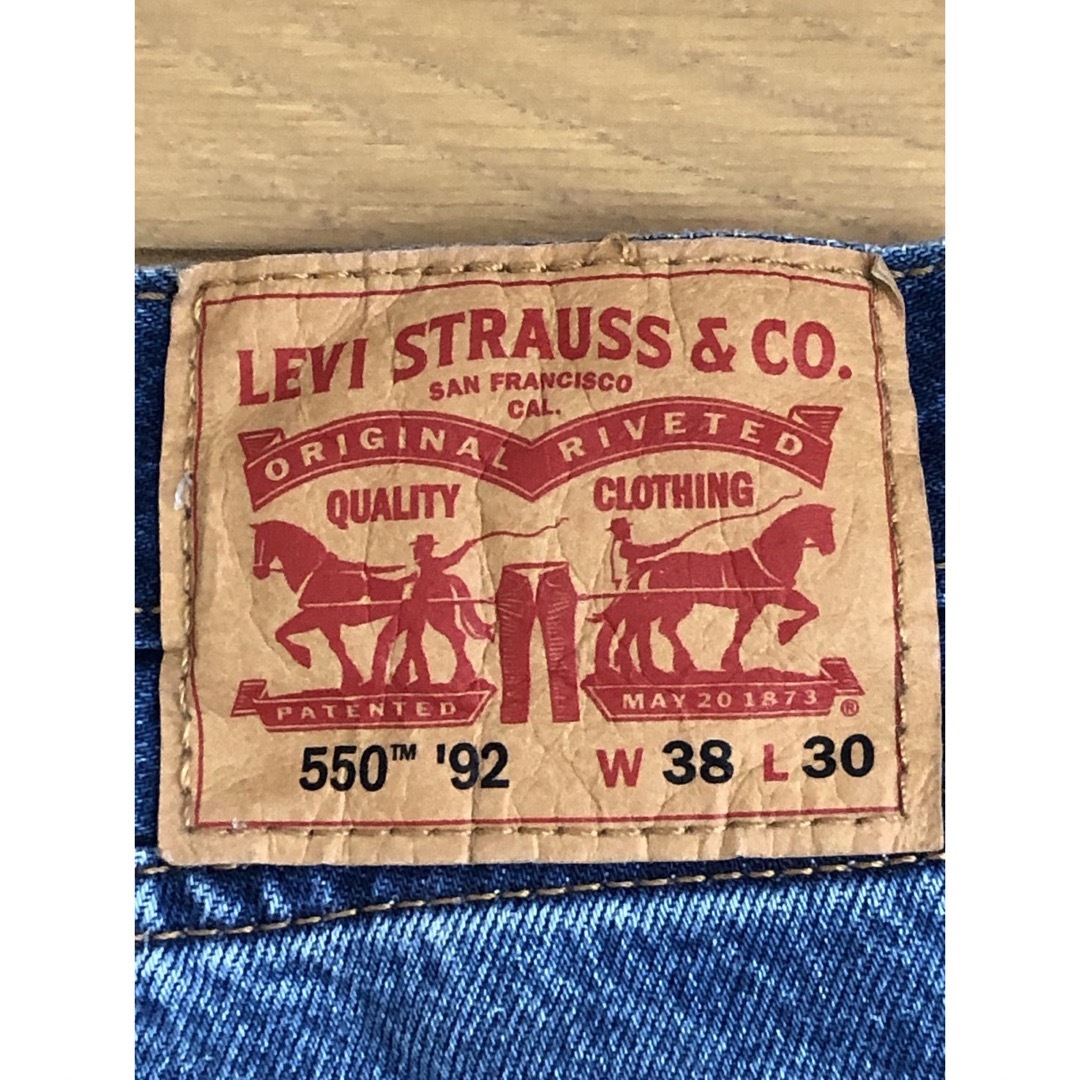 LEVI STRAUSS & CO.
SAN FRANCISCO
CAL.
ORIGINAL RIVETED
QUALITY CLOTHING
PATENTED MAY 20 1873 ®
550™ '92 W 38 L 30